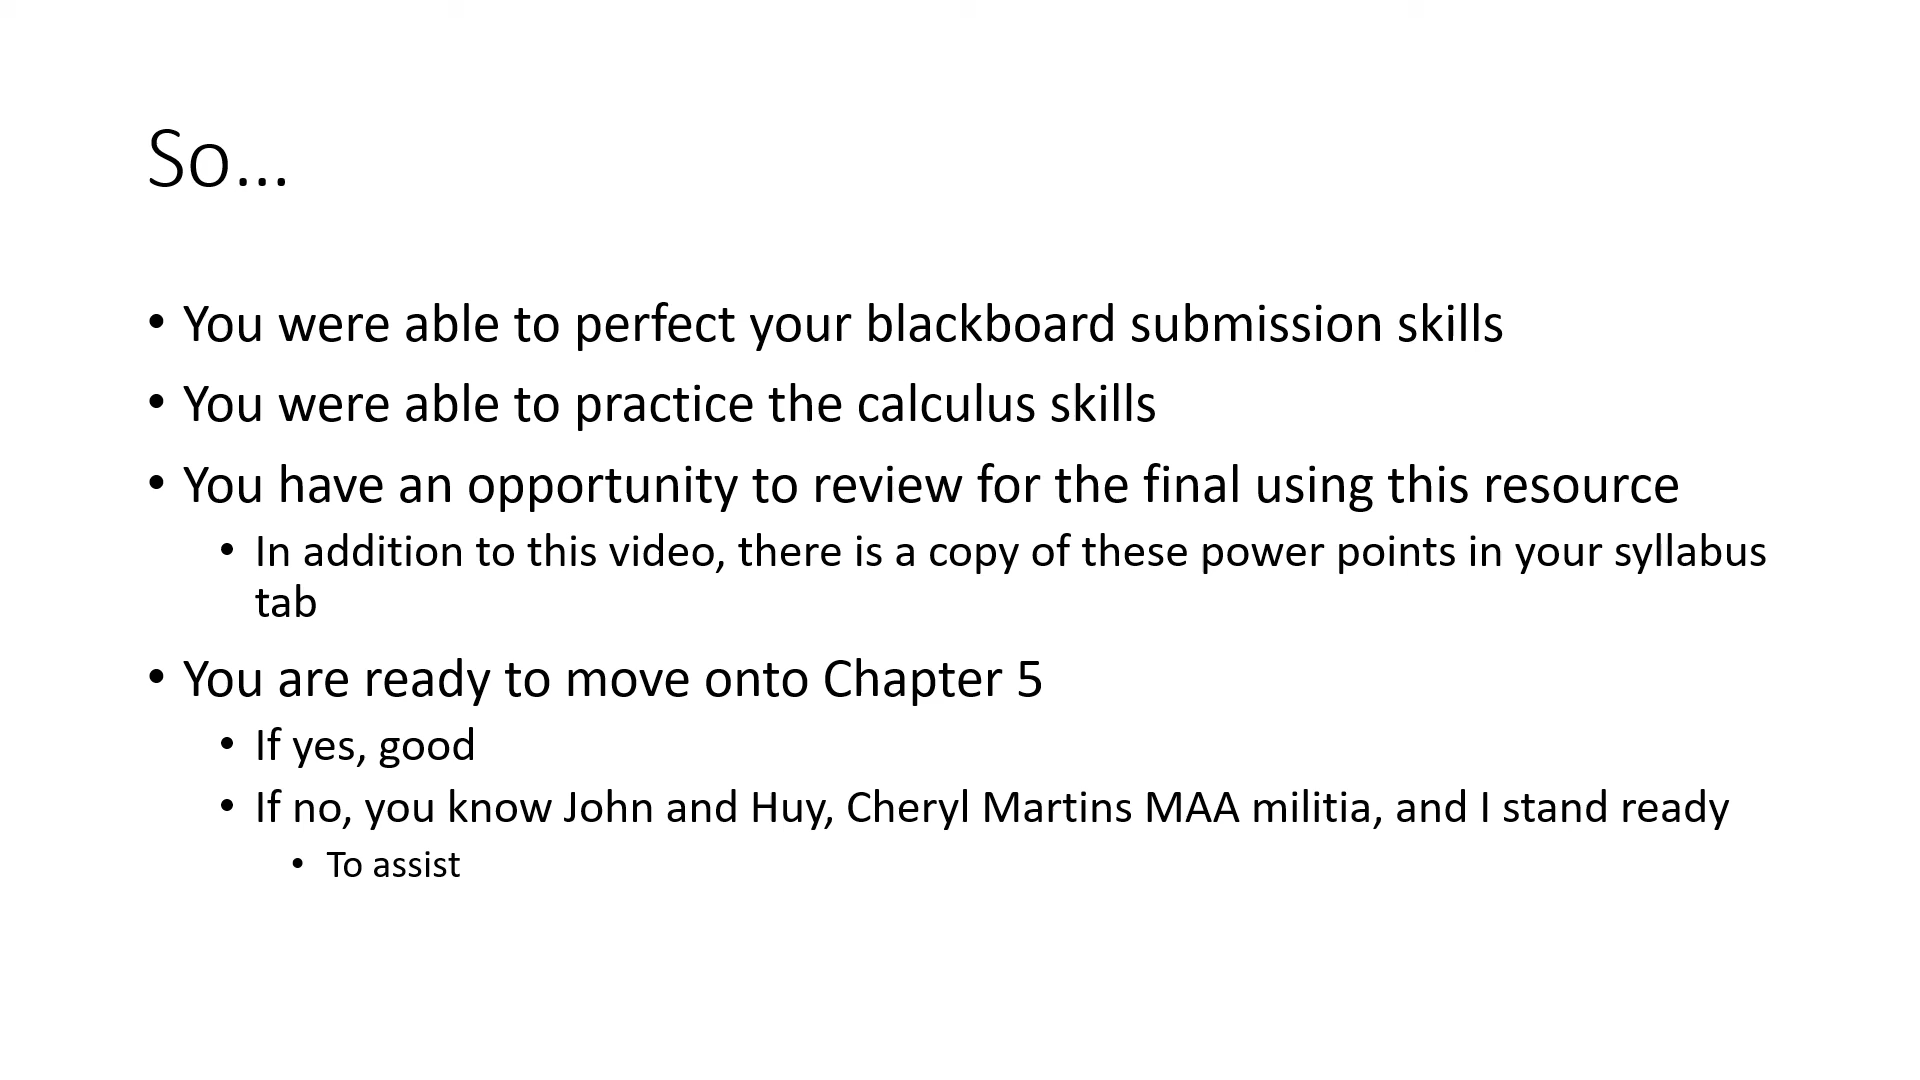 So…
• You were able to perfect your blackboard submission skills
• You were able to practice the calculus skills
• You have an opportunity to review for the final using this resource
• In addition to this video, there is a copy of these power points in your syllabus
tab
• You are ready to move onto Chapter 5
• If yes, good
• If no, you know John and Huy, Cheryl Martins MAA militia, and I stand ready
• To assist